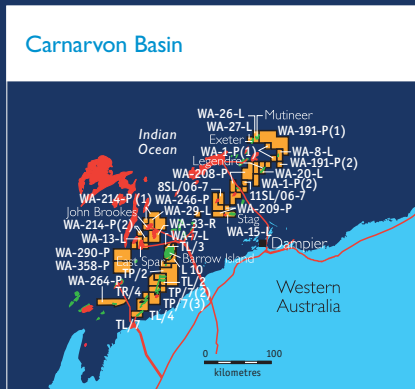 Carnarvon Basin
WA-26-L
Mutineer
WA-27-L
WA-191-P(1)
Indian
Ocean
Exeter
WA-1-P(1)
WA-8-L
Legendre
WA-191-P(2)
WA-208-P
WA-20-L
8SL/06-7
WA-1-P(2)
WA-214-P (1)
WA-246-P
11SL/06-7
John Brookes
WA-29-L
WA-209-P
WA-214-P(2)
WA-33-R
Stag
WA-13-L
WA-7-L
WA-15-L
TL/3
Dampier
WA-290-P
East Spar
Barrow Island
WA-358-P
TP/2
L 10
WA-264-P
TL/2
TR/4
TP/7(2)
Western
Australia
TP/7(3)
TL/7
TL/4
0
100
kilometres